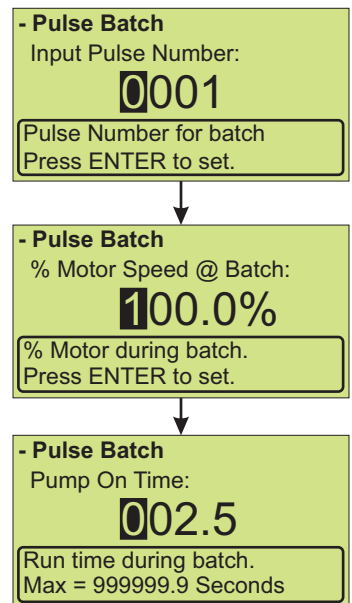 - Pulse Batch
Input Pulse Number:
0001
Pulse Number for batch
Press ENTER to set.
- Pulse Batch
% Motor Speed @ Batch:
100.0%
% Motor during batch.
Press ENTER to set.
- Pulse Batch
Pump On Time:
002.5
Run time during batch.
Max = 999999.9 Seconds